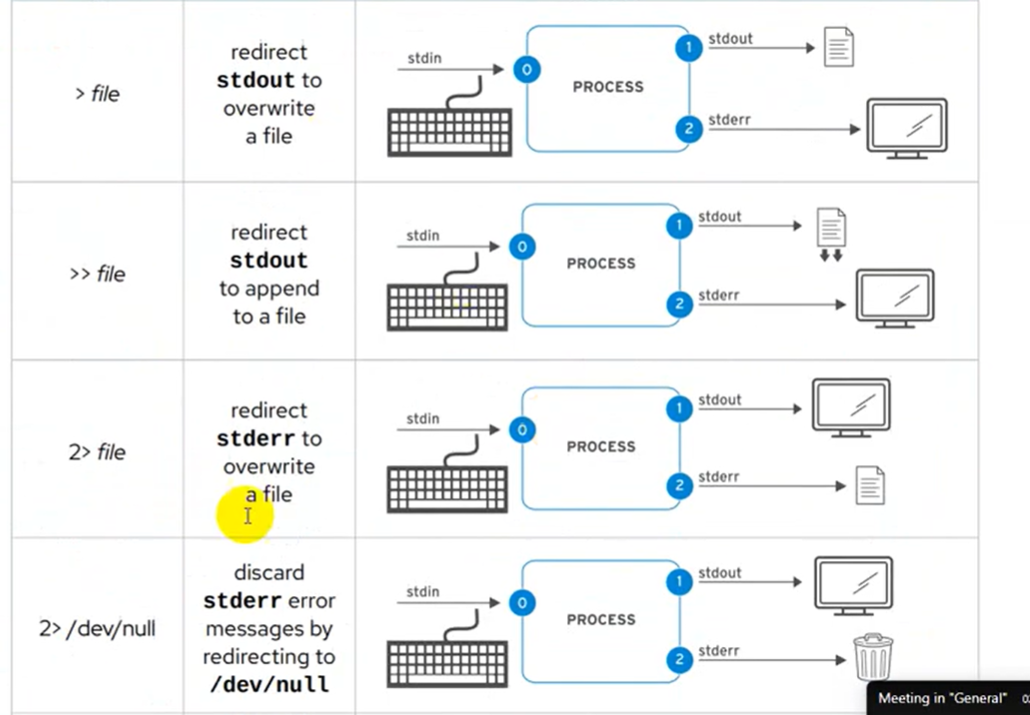 > file
redirect
stdout to
overwrite
a file
stdin
0
PROCESS
1
stdout
2
stderr
>> file
redirect
stdout
to append
to a file
stdin
0
PROCESS
1
stdout
2
stderr
2> file
redirect
stderr to
overwrite
a file
stdin
0
PROCESS
1
stdout
2
stderr
2> /dev/null
discard
stderr error
messages by
redirecting to
/dev/null
stdin
0
PROCESS
1
stdout
2
stderr
Meeting in "General"